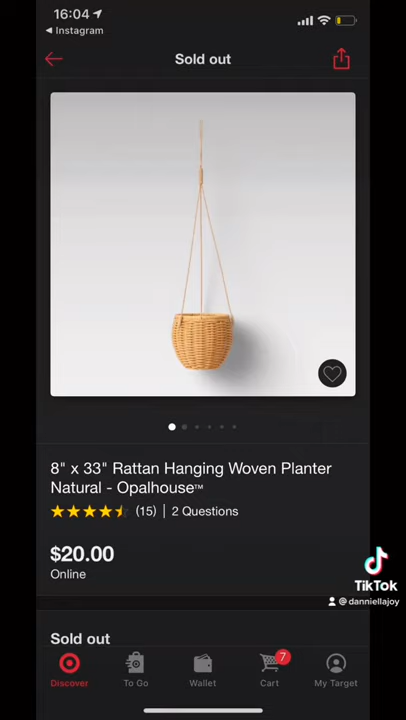 16:04
Instagram
Sold out
8" x 33" Rattan Hanging Woven Planter
Natural - Opalhouse™
(15) | 2 Questions
$20.00
Online
TikTok
@danniellajoy
Sold out
7
Discover
To Go
Wallet
Cart
My Target